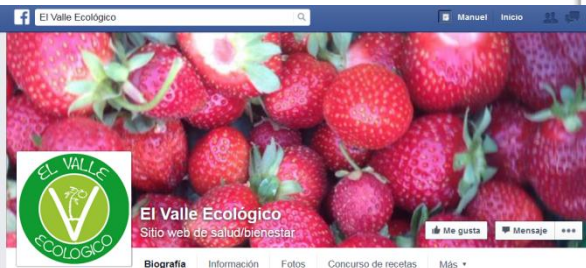 El Valle Ecológico
Manuel Inicio
EL VALLE
ECOLOGICO
El Valle Ecológico
Sitio web de salud/bienestar
Me gusta Mensaje
Biografía Información Fotos Concurso de recetas Más